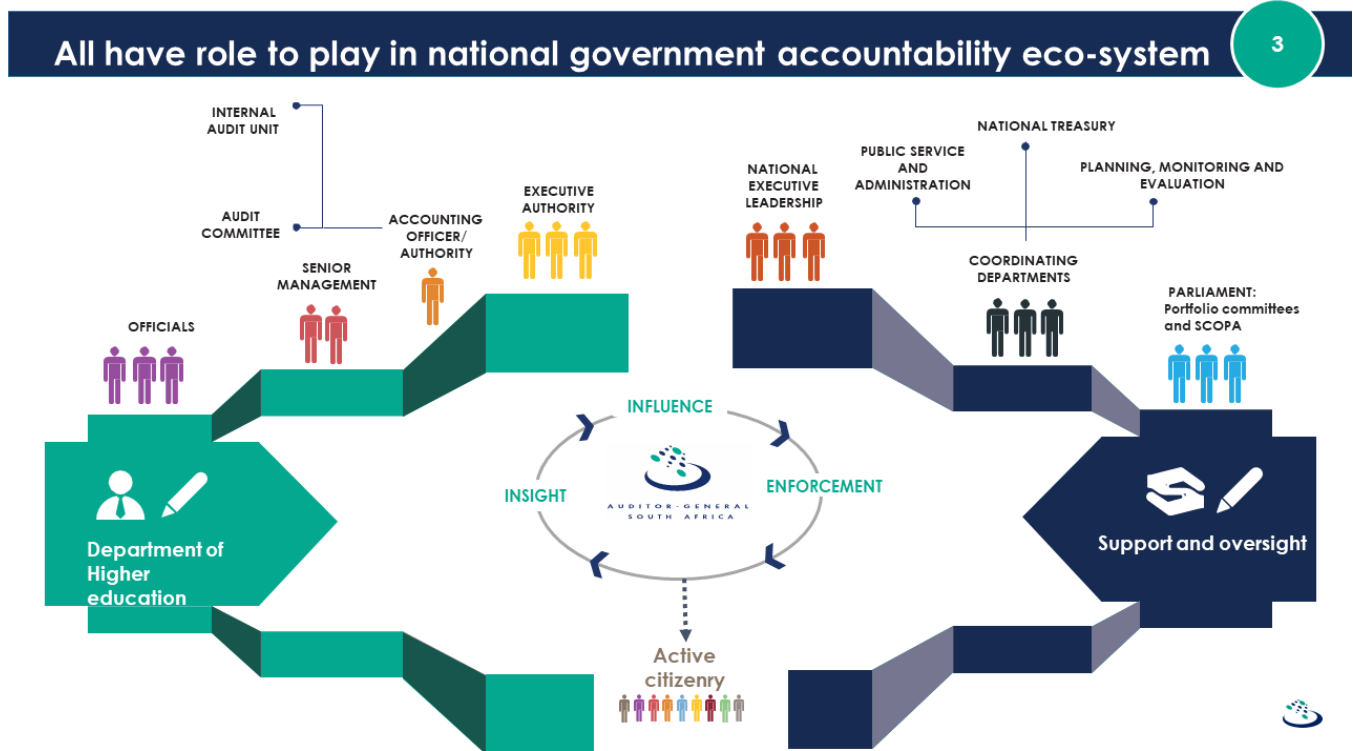 All have role to play in national government accountability eco-system
3
INTERNAL
AUDIT UNIT
AUDIT
COMMITTEE
ACCOUNTING
OFFICER/
AUTHORITY
EXECUTIVE
AUTHORITY
SENIOR
MANAGEMENT
OFFICIALS
NATIONAL
EXECUTIVE
LEADERSHIP
PUBLIC SERVICE
AND
ADMINISTRATION
NATIONAL TREASURY
PLANNING, MONITORING AND
EVALUATION
COORDINATING
DEPARTMENTS
PARLIAMENT:
Portfolio committees
and SCOPA
Department of
Higher
education
INFLUENCE
INSIGHT
ENFORCEMENT
AUDITOR-GENERAL
SOUTH AFRICA
Support and oversight
Active
citizenry